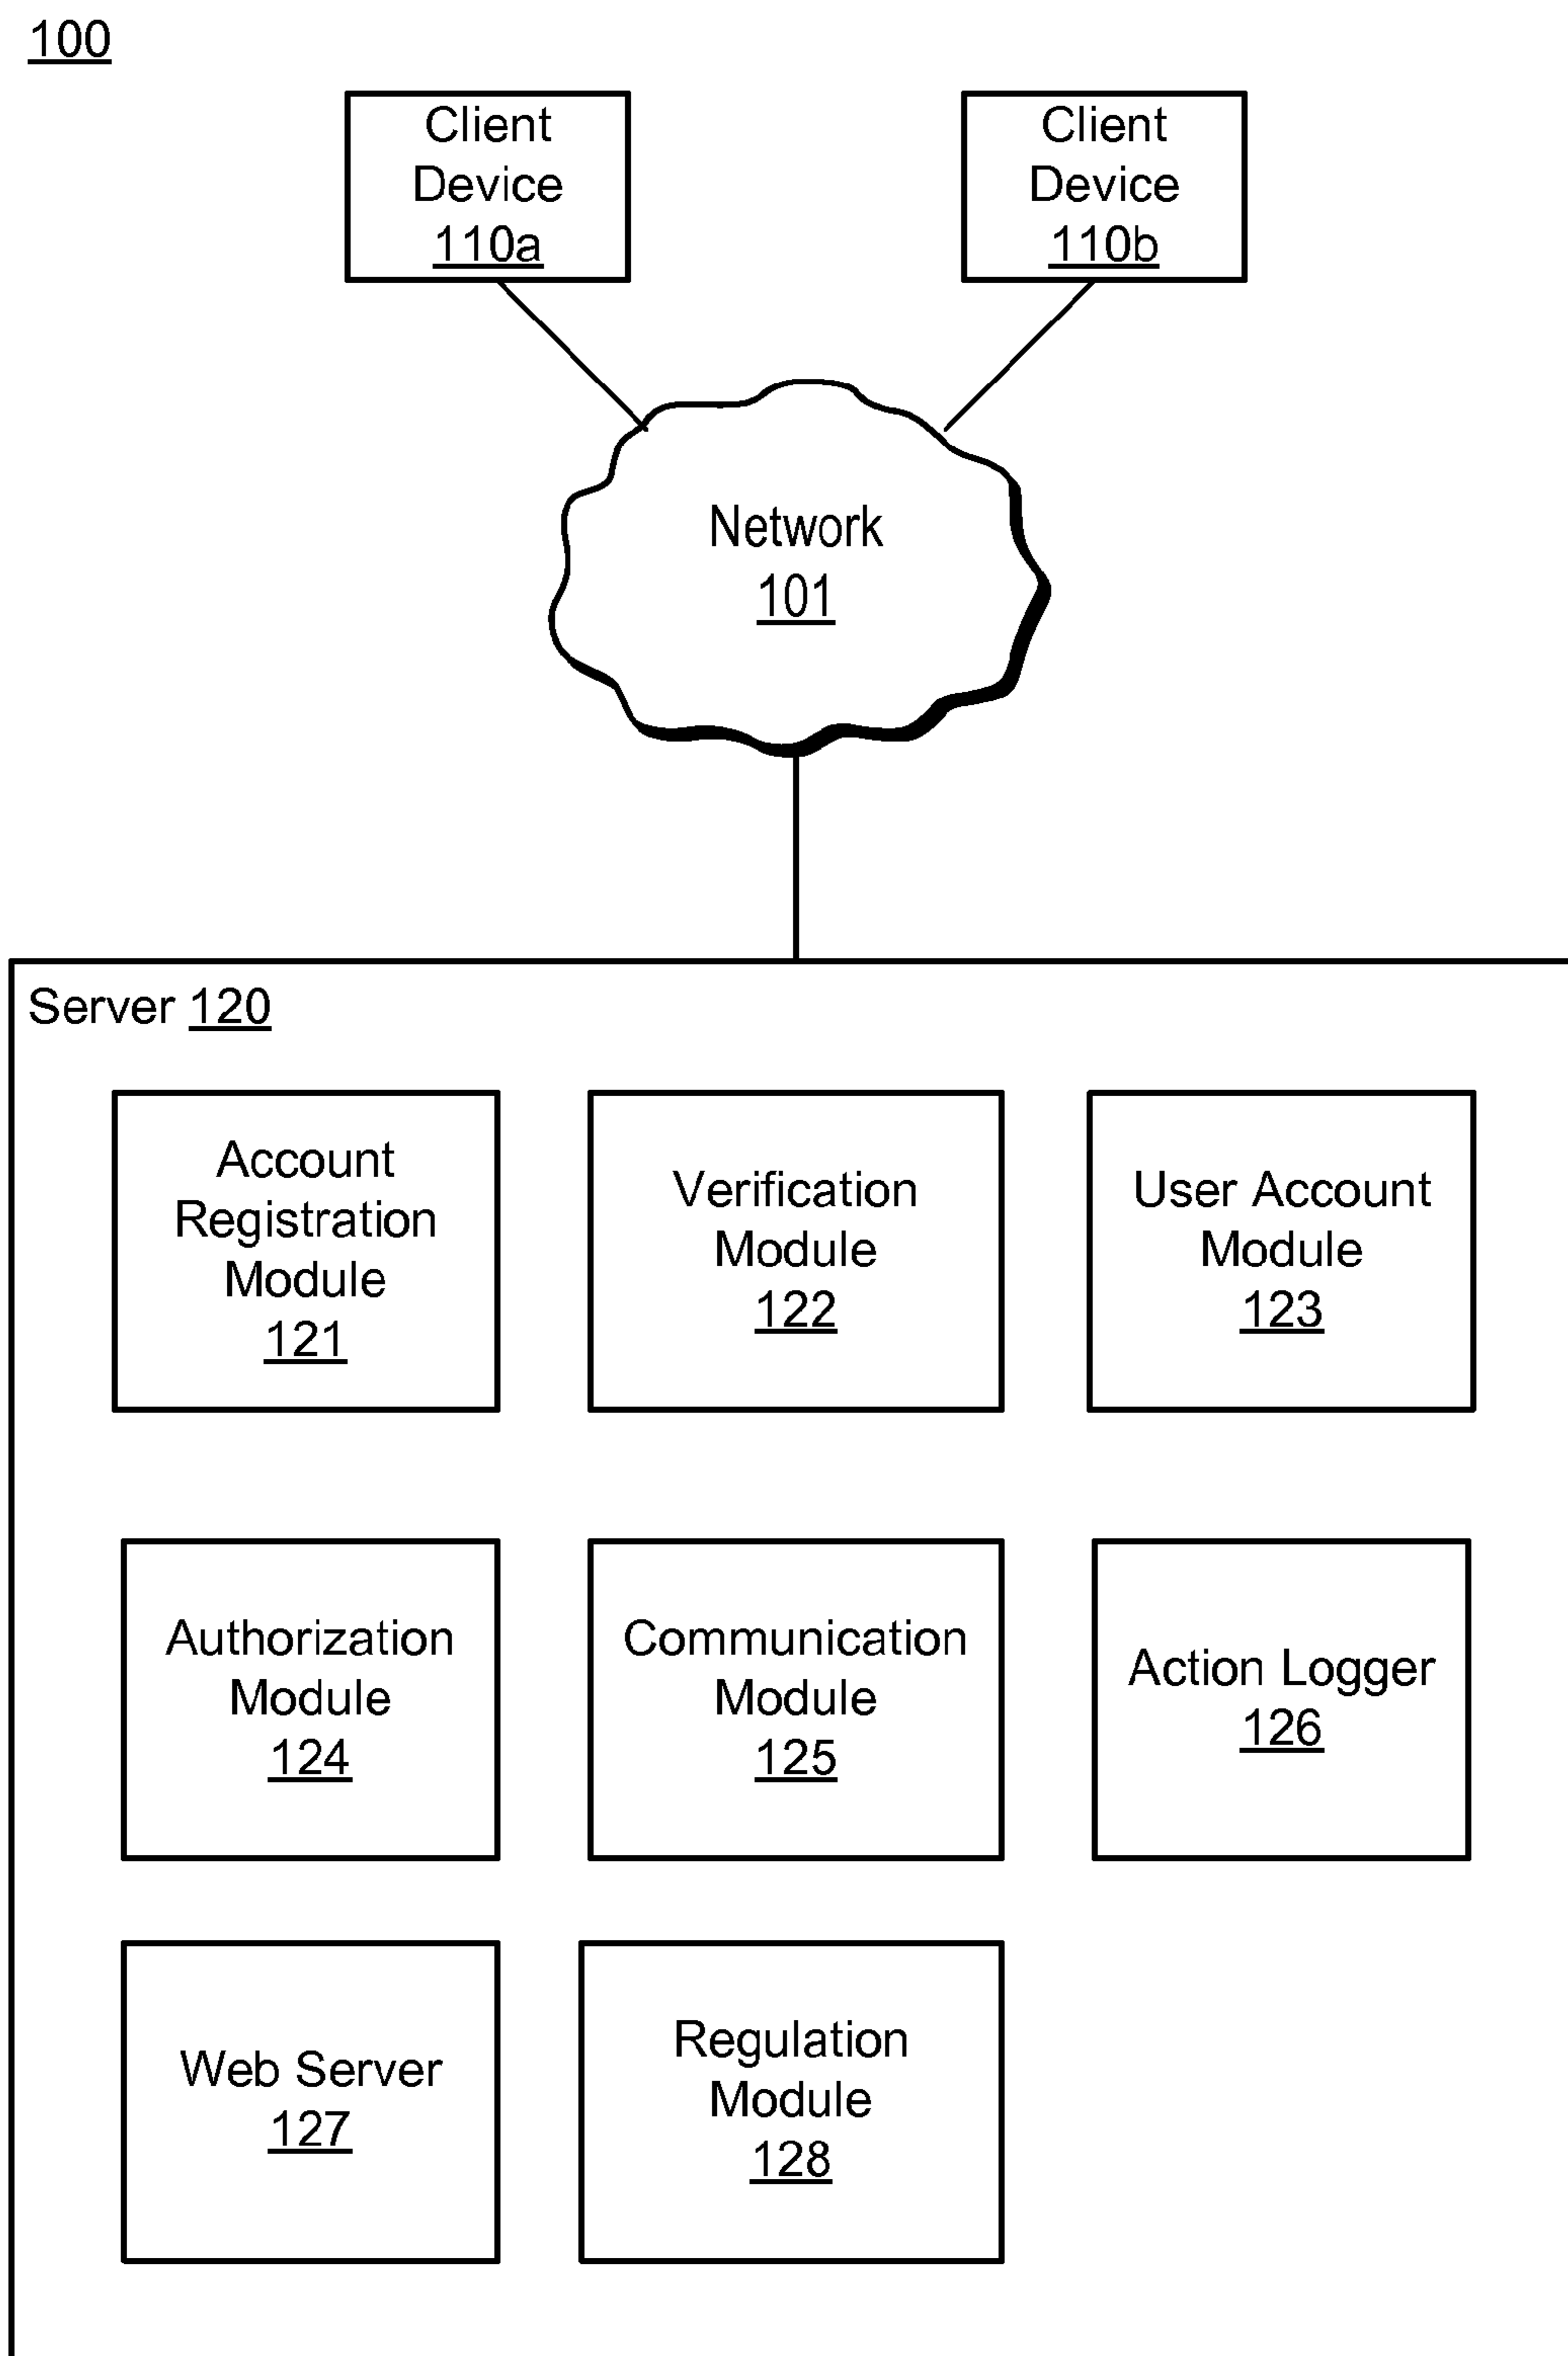 100
Client
Device
110a
Client
Device
110b
Network
101
Server 120
Account
Registration
Module
121
Verification
Module
122
User Account
Module
123
Authorization
Module
124
Communication
Module
125
Action Logger
126
Web Server
127
Regulation
Module
128